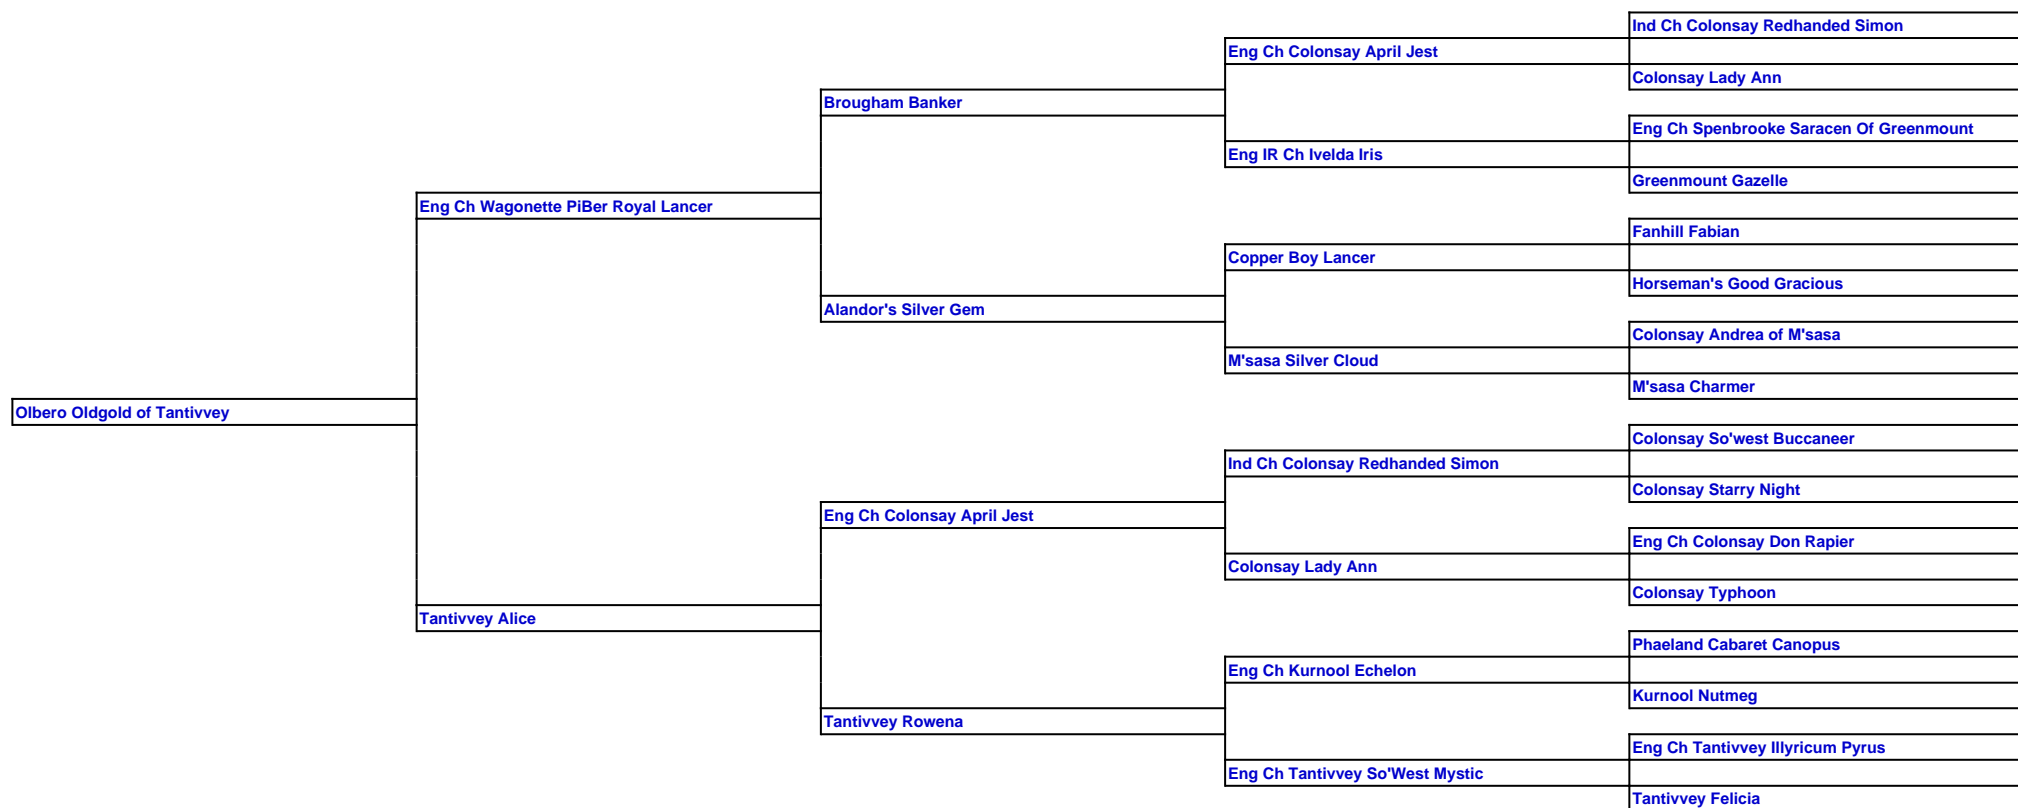 Ind Ch Colonsay Redhanded Simon
Eng Ch Colonsay April Jest
Colonsay Lady Ann
Brougham Banker
Eng Ch Spenbrooke Saracen Of Greenmount
Eng IR Ch Ivelda Iris
Greenmount Gazelle
Eng Ch Wagonette PiBer Royal Lancer
Fanhill Fabian
Copper Boy Lancer
Horseman's Good Gracious
Alandor's Silver Gem
Colonsay Andrea of M'sasa
M'sasa Silver Cloud
M'sasa Charmer
Olbero Oldgold of Tantivvey
Colonsay So'west Buccaneer
Ind Ch Colonsay Redhanded Simon
Colonsay Starry Night
Eng Ch Colonsay April Jest
Eng Ch Colonsay Don Rapier
Colonsay Lady Ann
Colonsay Typhoon
Tantivvey Alice
Phaeland Cabaret Canopus
Eng Ch Kurnool Echelon
Kurnool Nutmeg
Tantivvey Rowena
Eng Ch Tantivvey Illyricum Pyrus
Eng Ch Tantivvey So'West Mystic
Tantivvey Felicia